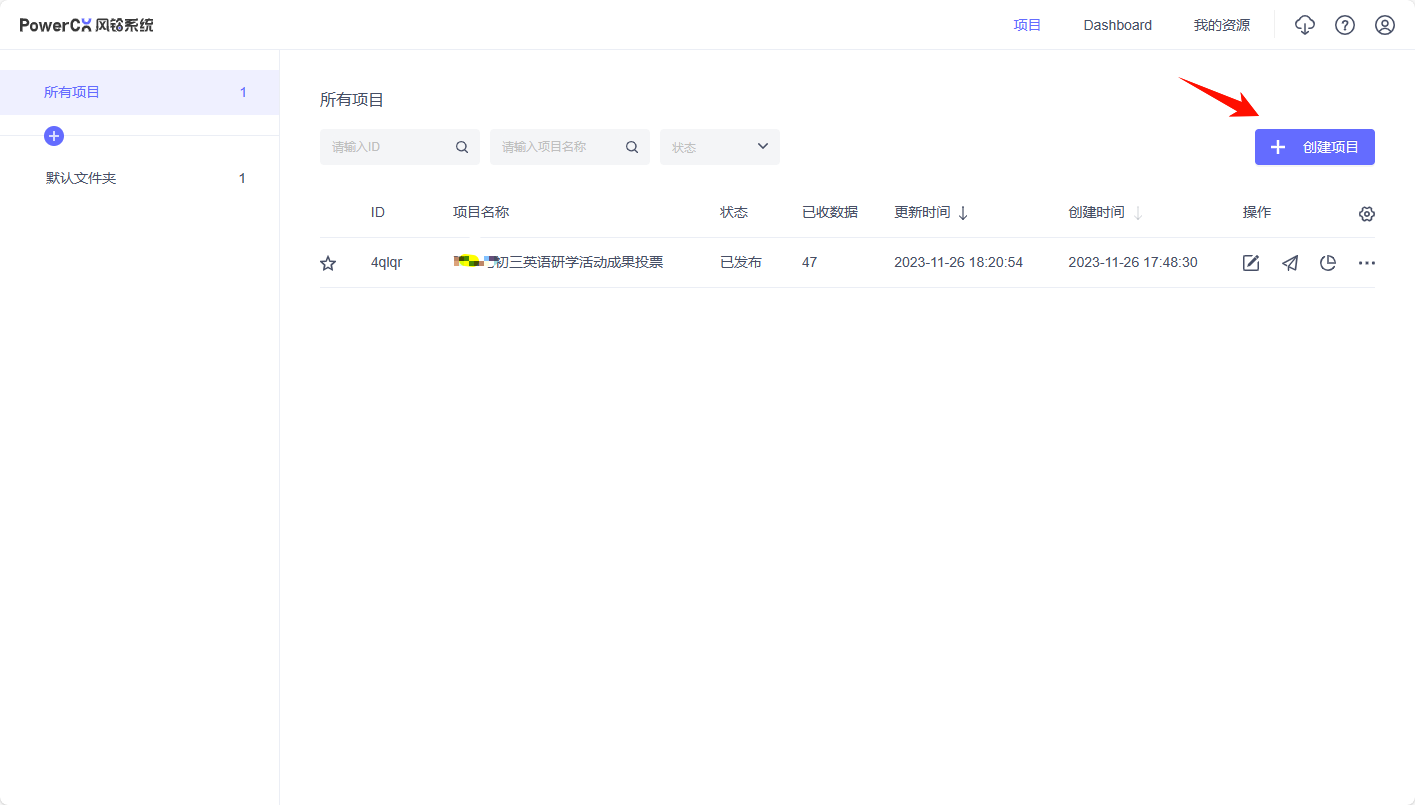 PowerCX 风铃系统
项目 Dashboard 我的资源
所有项目 1
默认文件夹 1
所有项目
请输入ID 请输入项目名称 状态 创建项目
ID 项目名称 状态 已收数据 更新时间 创建时间 操作
4qlqr 初三英语研学活动成果投票 已发布 47 2023-11-26 18:20:54 2023-11-26 17:48:30